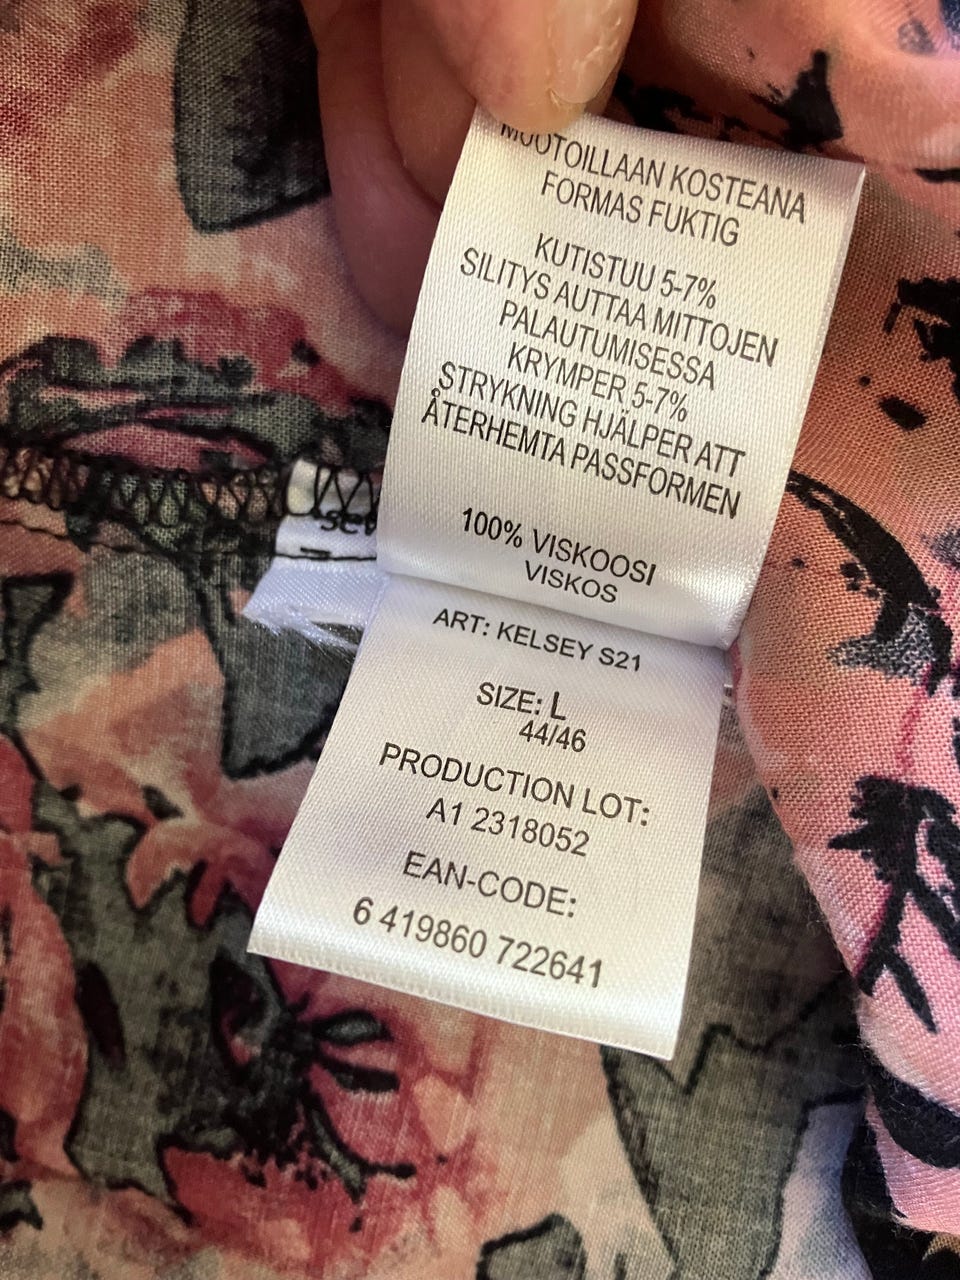 MUOTOILLAAN KOSTEANA
FORMAS FUKTIG
KUTISTUU 5-7%
SILITYS AUTTAA MITTOJEN
PALAUTUMISESSA
KRYMPER 5-7%
STRYKNING HJÄLPER ATT
ÅTERHEMTA PASSFORMEN
100% VISKOOSI
VISKOS
ART: KELSEY S21
SIZE: L
44/46
PRODUCTION LOT:
A1 2318052
EAN-CODE:
6 419860 722641